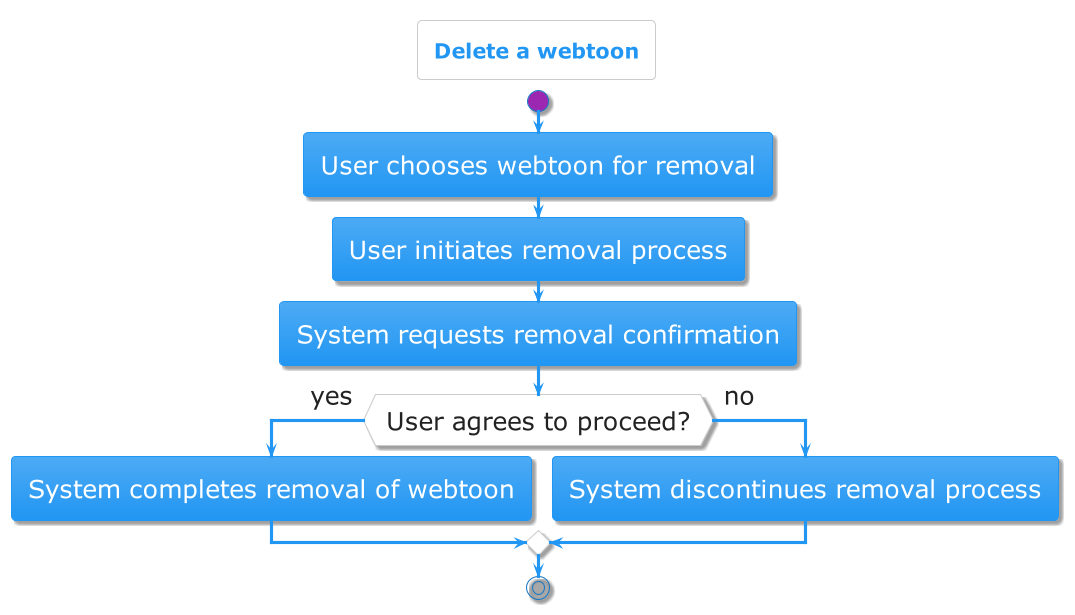 Delete a webtoon
User chooses webtoon for removal
User initiates removal process
System requests removal confirmation
yes
User agrees to proceed?
no
System completes removal of webtoon
System discontinues removal process